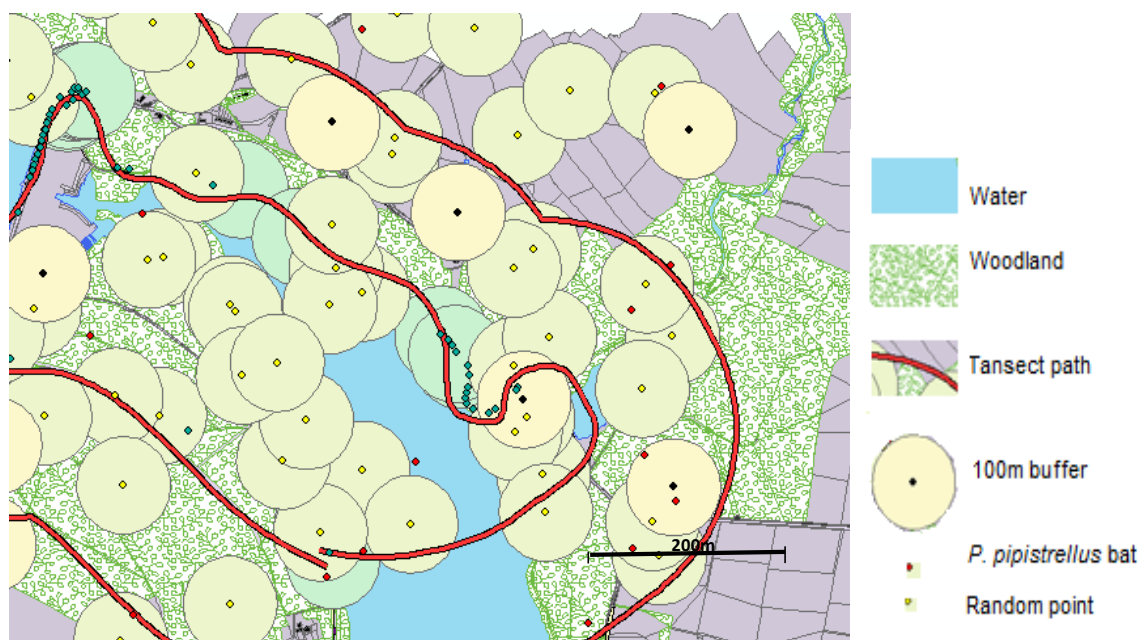 Water
Woodland
Tansect path
100m buffer
200m
P. pipistrellus bat
Random point